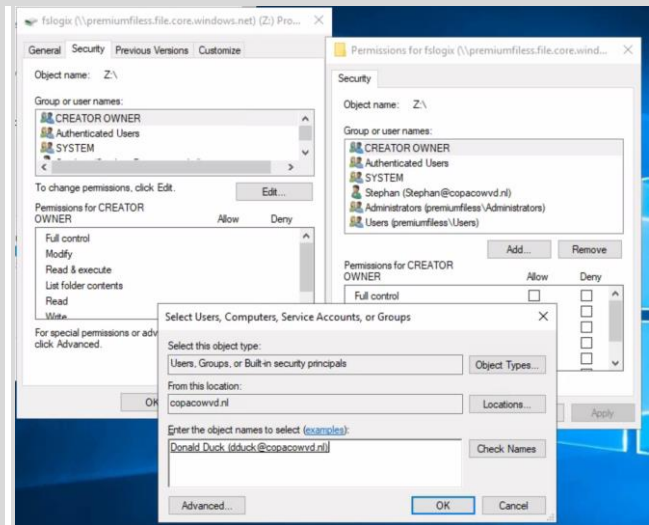 fslogix (\\premiumfiless.file.core.windows.net) (Z:) Pro...
General Security Previous Versions Customize
Object name: Z:\
Group or user names:
CREATOR OWNER
Authenticated Users
SYSTEM
To change permissions, click Edit.
Edit...
Permissions for CREATOR
OWNER Allow Deny
Full control
Modify
Read & execute
List folder contents
Read
Write
For special permissions or adv
click Advanced.
OK
Permissions for fslogix (\\premiumfiless.file.core.wind...
Security
Object name: Z:\
Group or user names:
CREATOR OWNER
Authenticated Users
SYSTEM
Stephan (Stephan@copacowvd.nl)
Administrators (premiumfiless\Administrators)
Users (premiumfiless\Users)
Add... Remove
Permissions for CREATOR
OWNER Allow Deny
Full control
Apply
Select Users, Computers, Service Accounts, or Groups
Select this object type:
Users, Groups, or Built-in security principals
Object Types...
From this location:
copacowvd.nl
Locations...
Enter the object names to select (examples):
Donald Duck (dduck@copacowvd.nl)
Check Names
Advanced...
OK Cancel